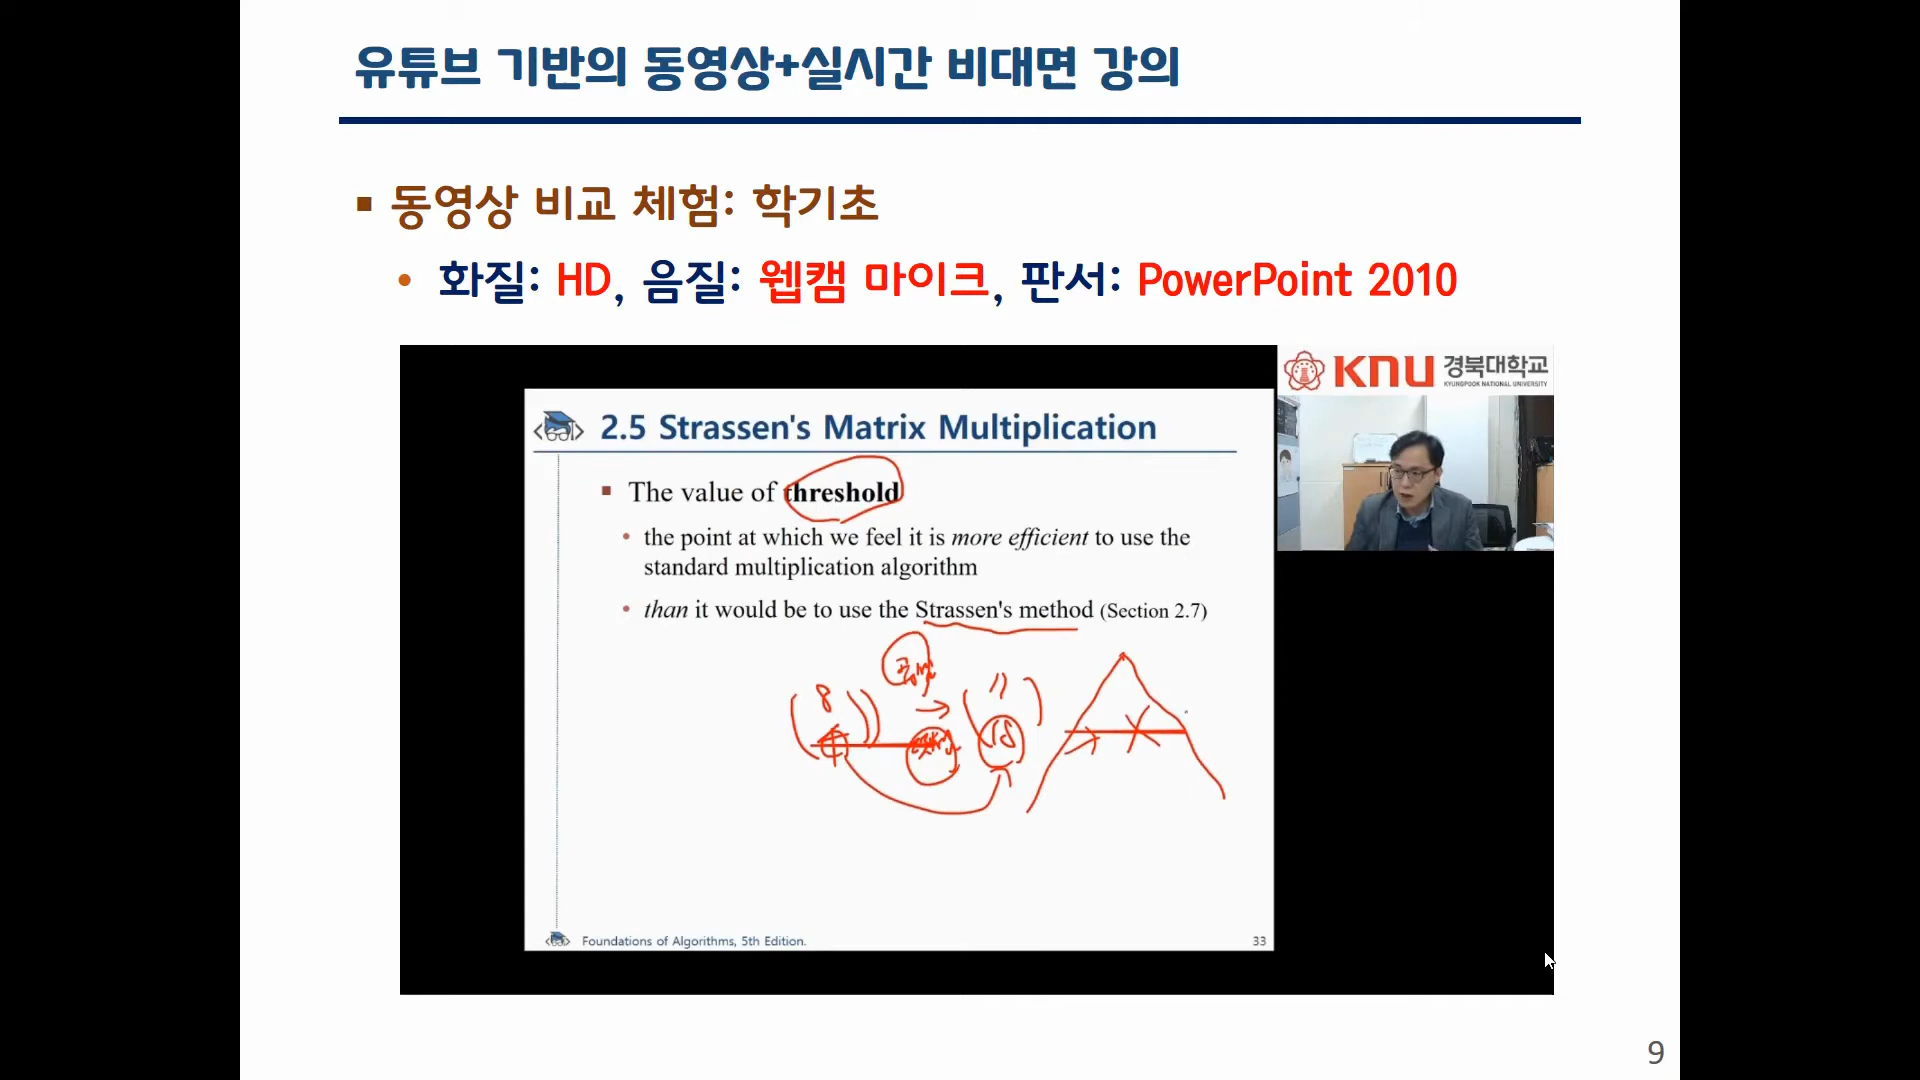 유튜브 기반의 동영상+실시간 비대면 강의
동영상 비교 체험: 학기초
화질: HD, 음질: 웹캠 마이크, 판서: PowerPoint 2010
KNU 경북대학교
KYUNGPOOK NATIONAL UNIVERSITY
2.5 Strassen's Matrix Multiplication
The value of threshold
the point at which we feel it is more efficient to use the
standard multiplication algorithm
than it would be to use the Strassen's method (Section 2.7)
8
Foundations of Algorithms, 5th Edition.
33
9